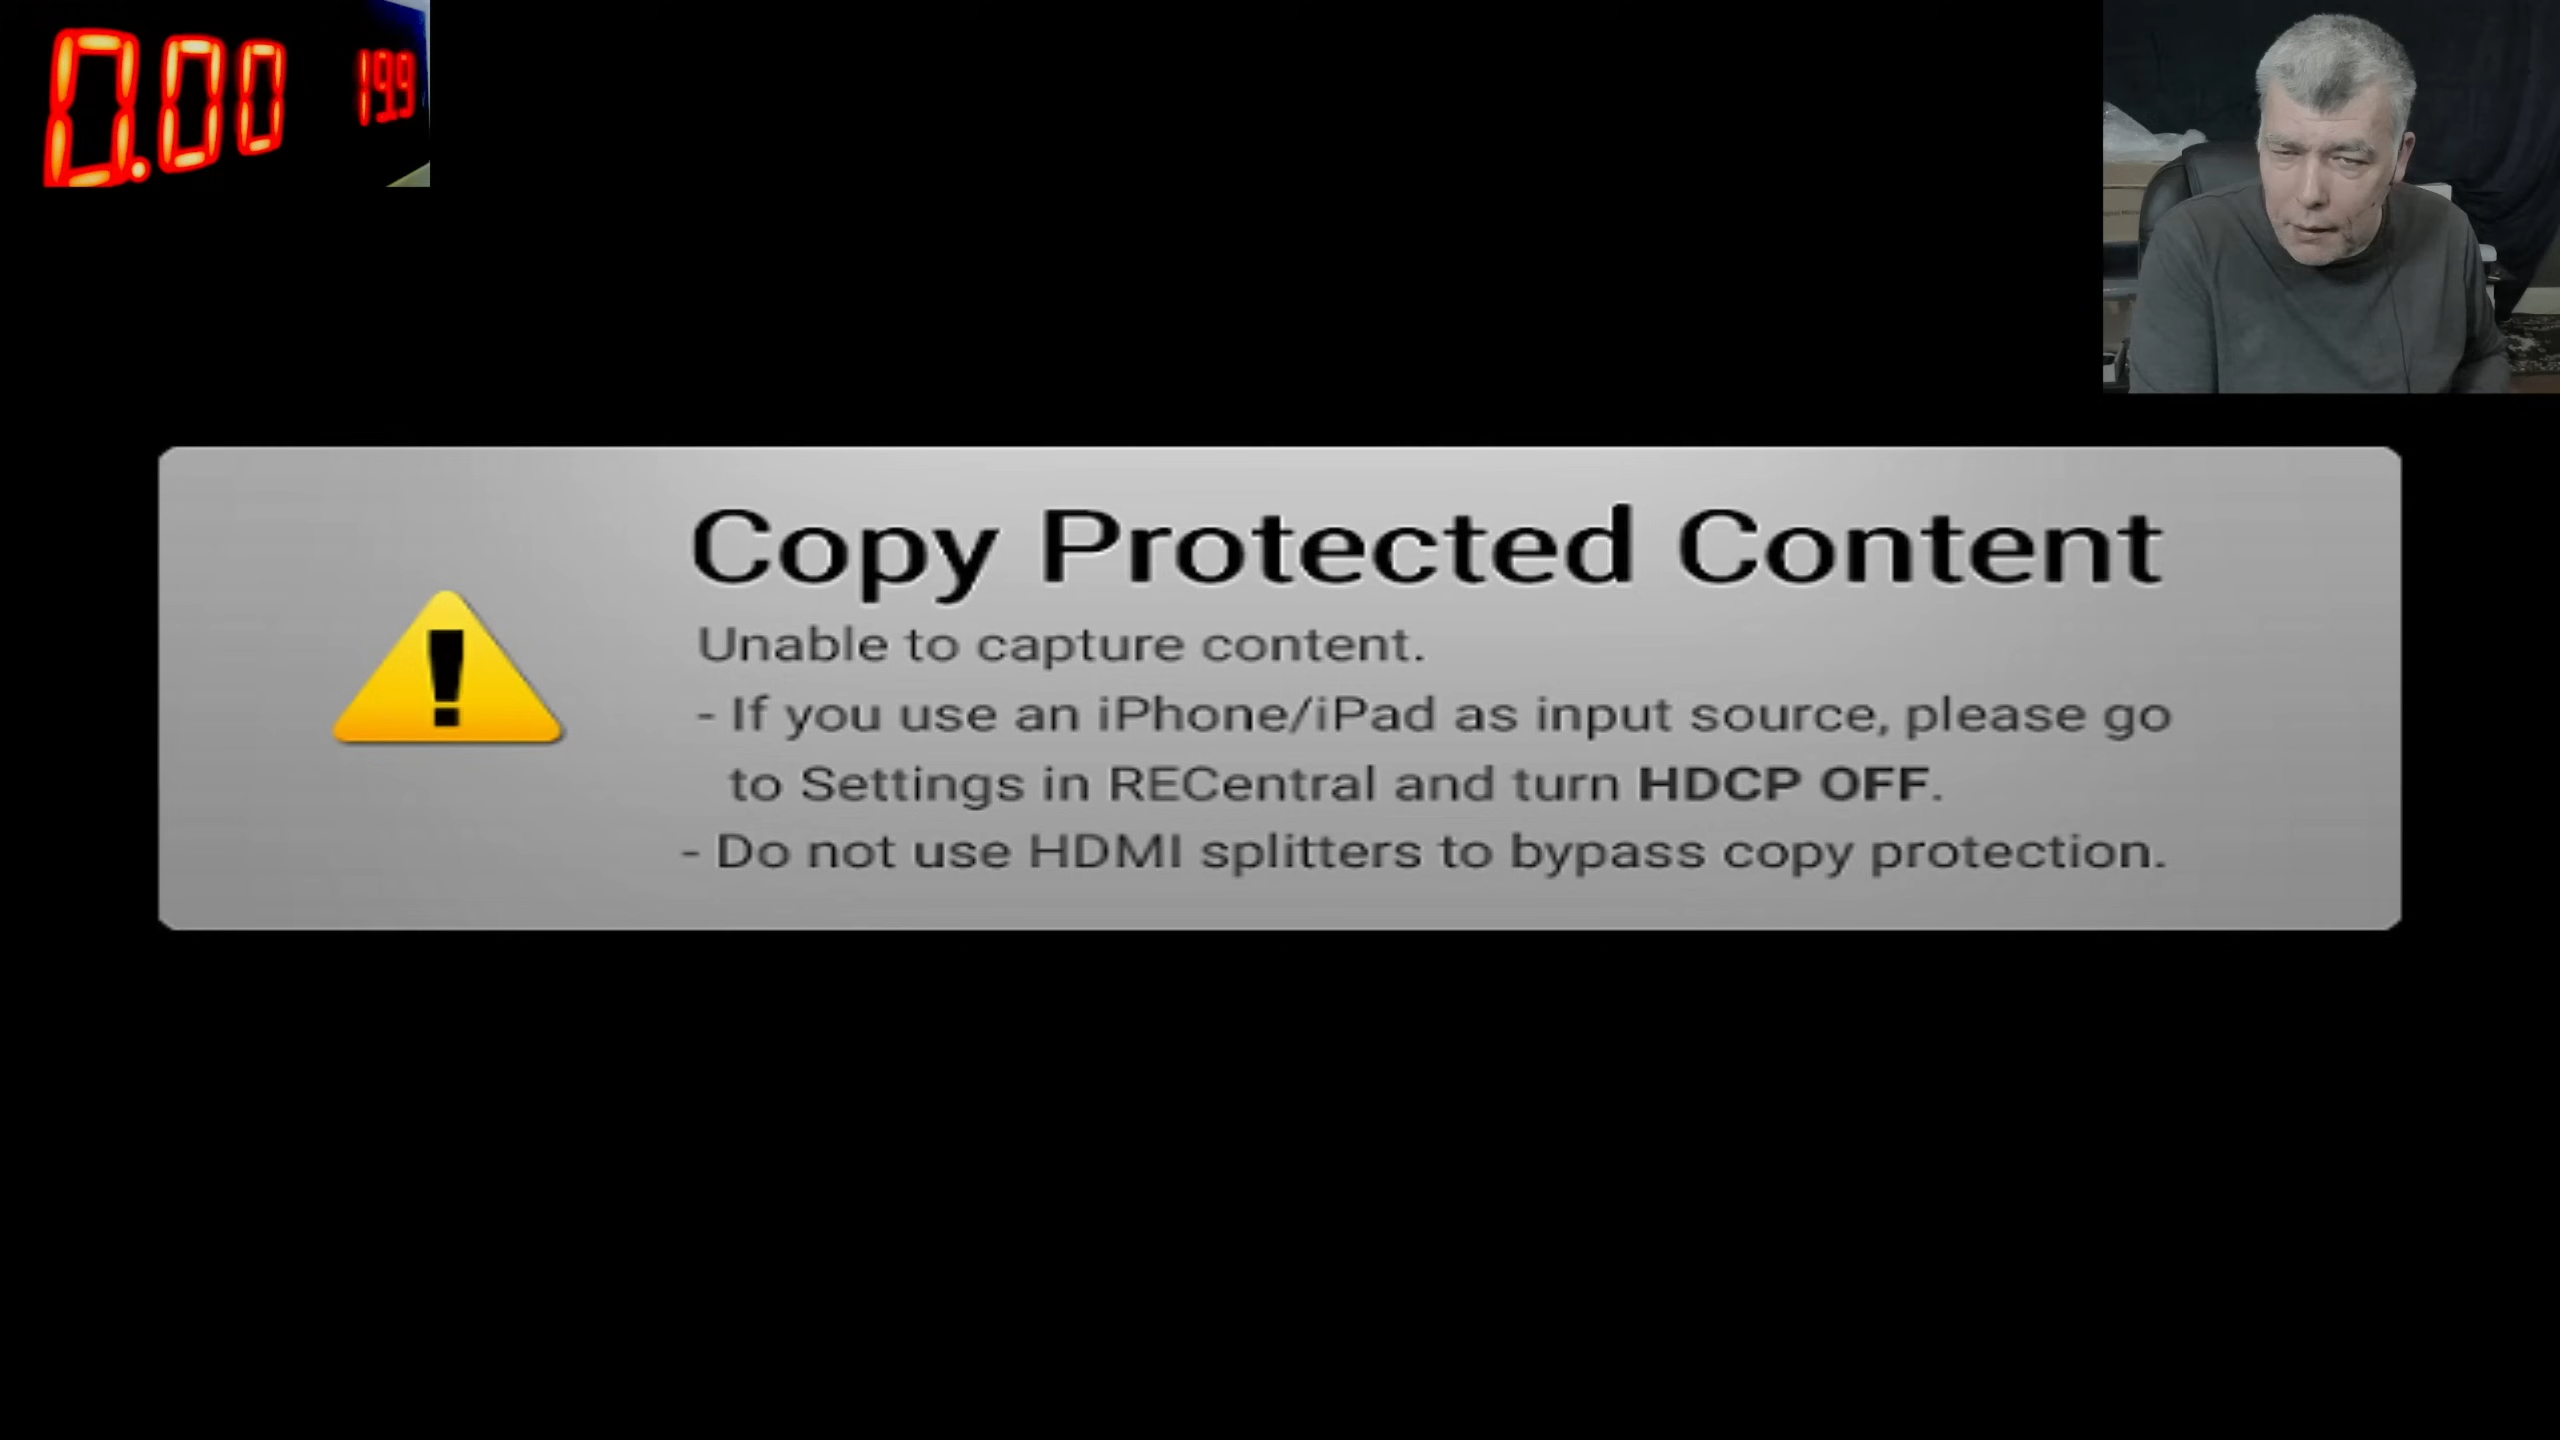 0.00 199
Copy Protected Content
Unable to capture content.
- If you use an iPhone/iPad as input source, please go
to Settings in RECentral and turn HDCP OFF.
- Do not use HDMI splitters to bypass copy protection.